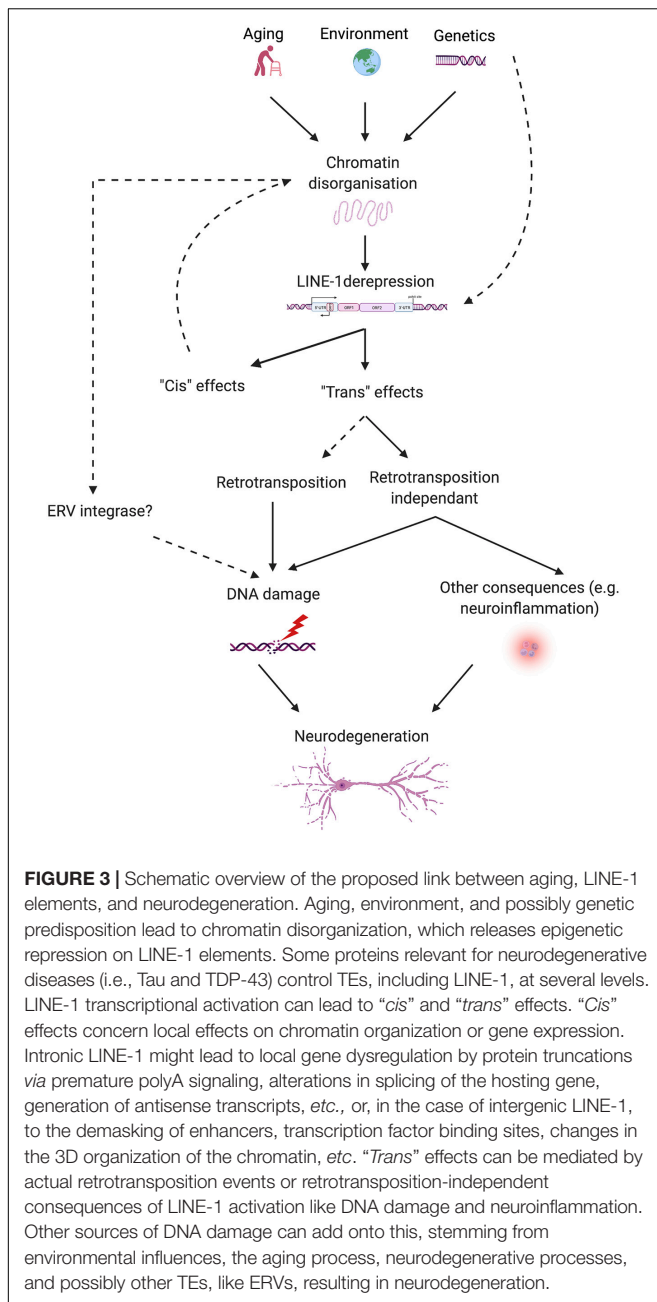 Aging Environment Genetics
Chromatin
disorganisation
LINE-1derepression
"Cis" effects
"Trans" effects
Retrotransposition
Retrotransposition
independant
ERV integrase?
DNA damage
Other consequences (e.g.
neuroinflammation)
Neurodegeneration
FIGURE 3 | Schematic overview of the proposed link between aging, LINE-1
elements, and neurodegeneration. Aging, environment, and possibly genetic
predisposition lead to chromatin disorganization, which releases epigenetic
repression on LINE-1 elements. Some proteins relevant for neurodegenerative
diseases (i.e., Tau and TDP-43) control TEs, including LINE-1, at several levels.
LINE-1 transcriptional activation can lead to “cis” and “trans” effects. “Cis”
effects concern local effects on chromatin organization or gene expression.
Intronic LINE-1 might lead to local gene dysregulation by protein truncations
via premature polyA signaling, alterations in splicing of the hosting gene,
generation of antisense transcripts, etc., or, in the case of intergenic LINE-1,
to the demasking of enhancers, transcription factor binding sites, changes in
the 3D organization of the chromatin, etc. “Trans” effects can be mediated by
actual retrotransposition events or retrotransposition-independent
consequences of LINE-1 activation like DNA damage and neuroinflammation.
Other sources of DNA damage can add onto this, stemming from
environmental influences, the aging process, neurodegenerative processes,
and possibly other TEs, like ERVs, resulting in neurodegeneration.